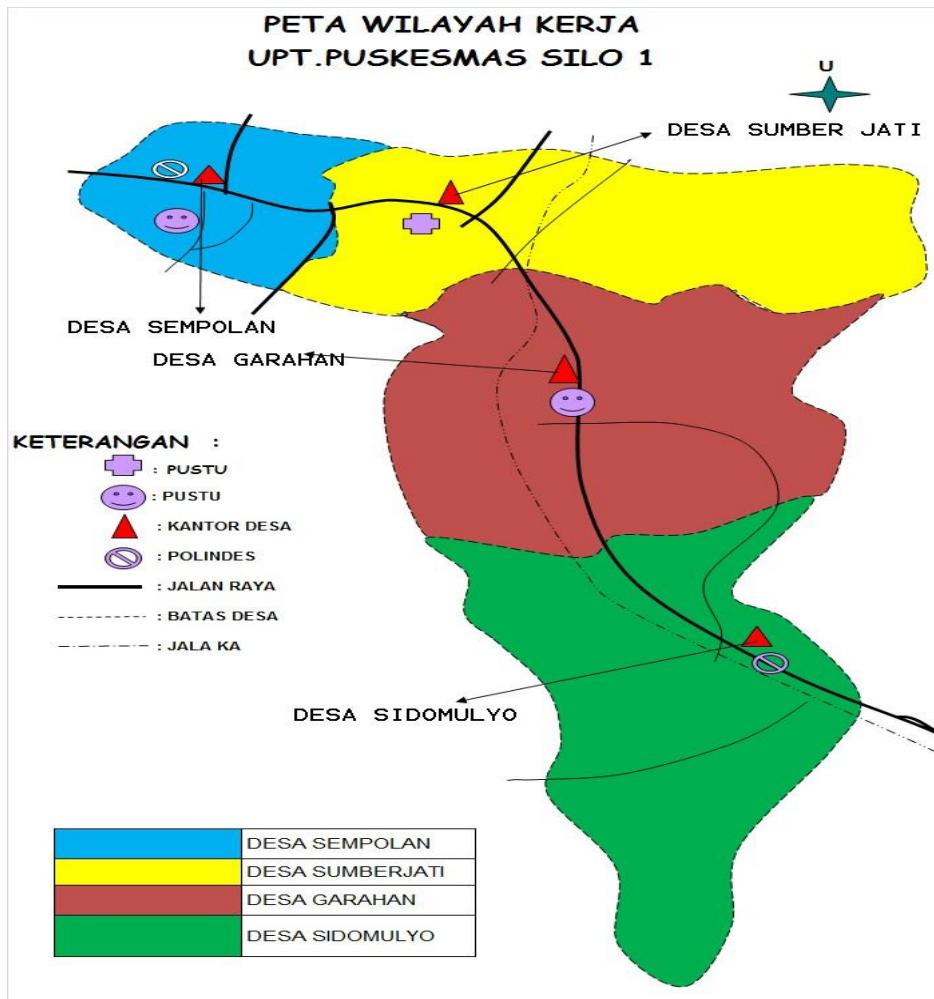 PETA WILAYAH KERJA
UPT.PUSKESMAS SILO 1
U
DESA SUMBER JATI
DESA SEMPOLAN
DESA GARAHAN
KETERANGAN :
: PUSTU
: PUSTU
: KANTOR DESA
: POLINDES
: JALAN RAYA
: BATAS DESA
: JALA KA
DESA SIDOMULYO
DESA SEMPOLAN
DESA SUMBERJATI
DESA GARAHAN
DESA SIDOMULYO